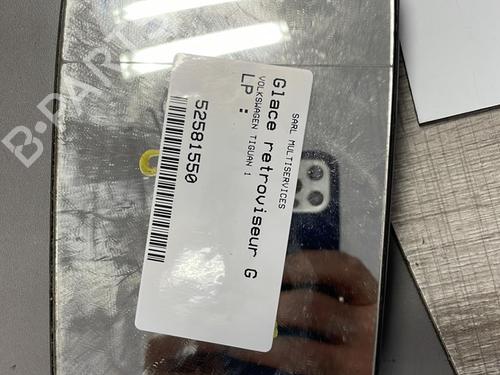 SARL MULTISERVICES
Glace retroviseur G
VOLKSWAGEN TIGUAN 1
LP :
52581550
B-PARTS